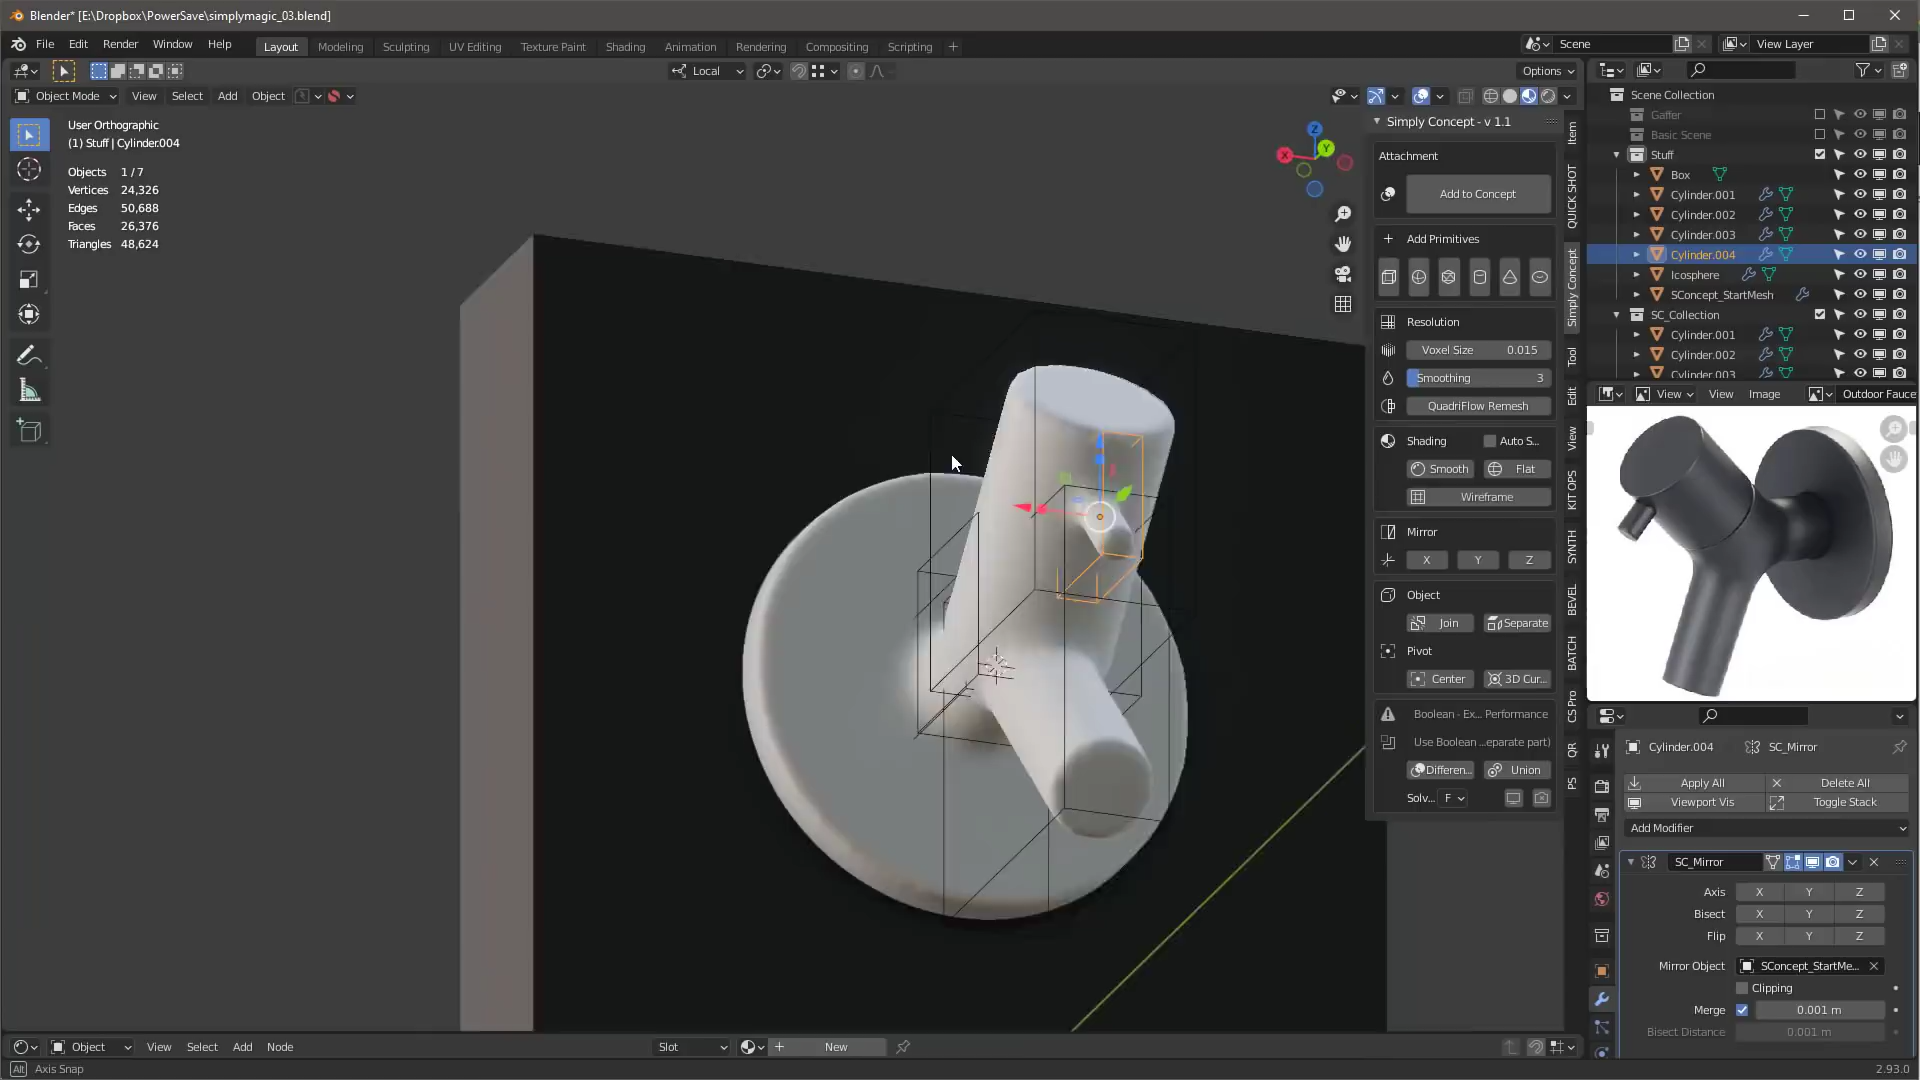 Blender* [E:\Dropbox\PowerSave\simplymagic_03.blend]
File Edit Render Window Help Layout Modeling Sculpting UV Editing Texture Paint Shading Animation Rendering Compositing Scripting + Scene View Layer
Local Options
Object Mode View Select Add Object
User Orthographic
(1) Stuff | Cylinder.004
Objects 1/7
Vertices 24,326
Edges 50,688
Faces 26,376
Triangles 48,624
X Y Z
Simply Concept - v 1.1
Attachment
Add to Concept
Add Primitives
Resolution
Voxel Size 0.015
Smoothing 3
QuadriFlow Remesh
Shading Auto S...
Smooth Flat
Wireframe
Mirror
X Y Z
Object
Join Separate
Pivot
Center 3D Cur...
Boolean - Ex... Performance
Use Boolean ...eparate part)
Differen... Union
Solv... F
Item
QUICK SHOT
Simply Concept
Tool
Edit
View
KIT OPS
SYNTH
BEVEL
BATCH
CS Pro
QR
PS
Scene Collection
Gaffer
Basic Scene
Stuff
Box
Cylinder.001
Cylinder.002
Cylinder.003
Cylinder.004
Icosphere
SConcept_StartMesh
SC_Collection
Cylinder.001
Cylinder.002
Cylinder.003
View View Image Outdoor Fauce
Cylinder.004 SC_Mirror
Apply All Delete All
Viewport Vis Toggle Stack
Add Modifier
SC_Mirror
Axis X Y Z
Bisect X Y Z
Flip X Y Z
Mirror Object SConcept_StartMe...
Clipping
Merge 0.001 m
Bisect Distance 0.001 m
Object View Select Add Node Slot New
Alt Axis Snap 2.93.0